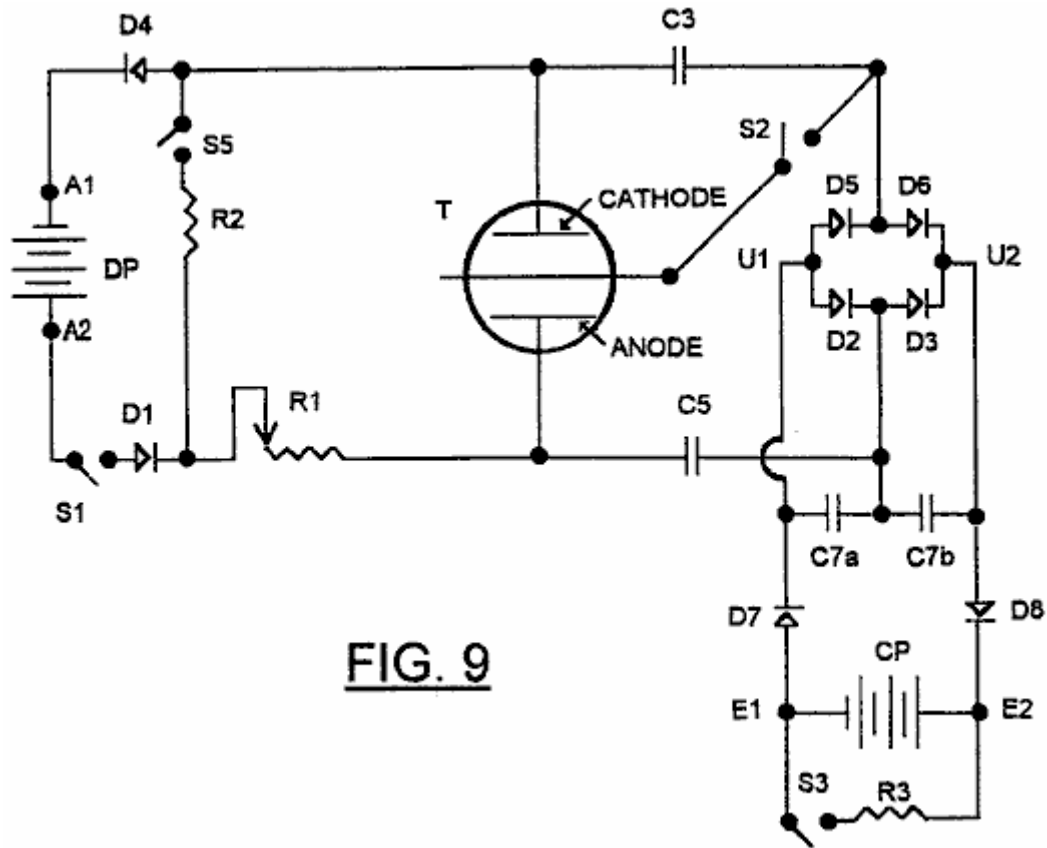 D4
C3
S5
S2
A1
R2
T
CATHODE
D5
D6
DP
U1
U2
A2
ANODE
D2
D3
D1
R1
C5
S1
C7a
C7b
D7
D8
FIG. 9
CP
E1
E2
S3
R3